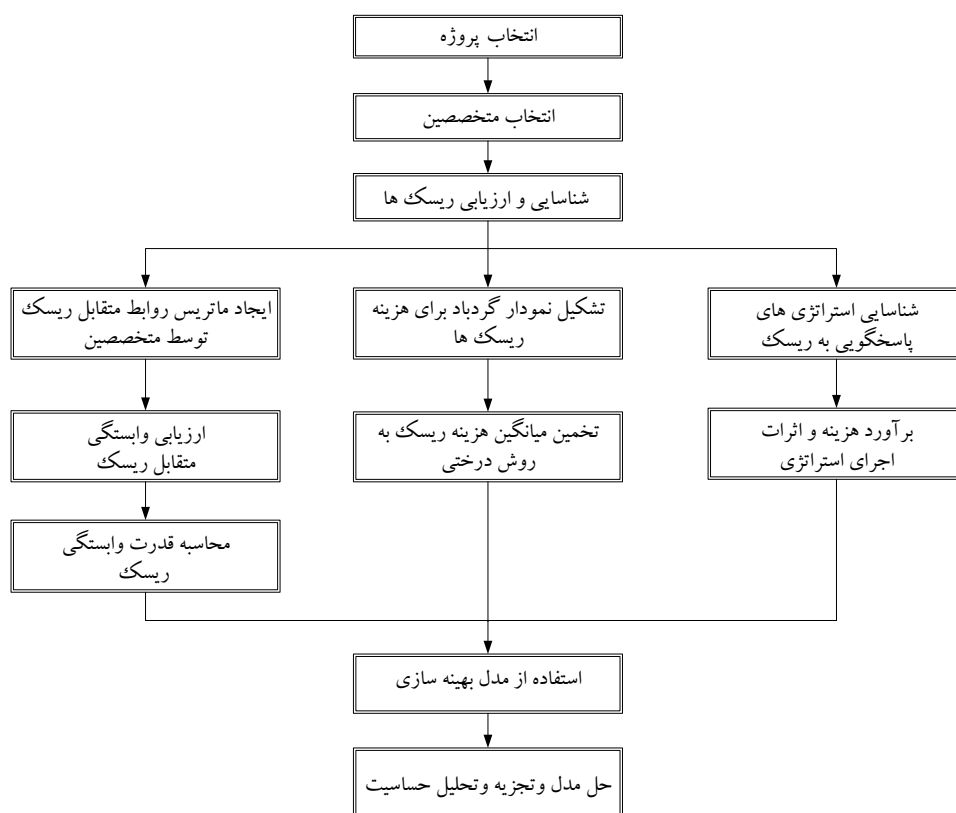 انتخاب پروژه
انتخاب متخصصین
شناسایی و ارزیابی ریسک ها
شناسایی استراتژی های
پاسخگویی به ریسک
تشکیل نمودار گردباد برای هزینه
ریسک ها
ایجاد ماتریس روابط متقابل ریسک
توسط متخصصین
برآورد هزینه و اثرات
اجرای استراتژی
تخمین میانگین هزینه ریسک به
روش درختی
ارزیابی وابستگی
متقابل ریسک
محاسبه قدرت وابستگی
ریسک
استفاده از مدل بهینه سازی
حل مدل وتجزیه وتحلیل حساسیت